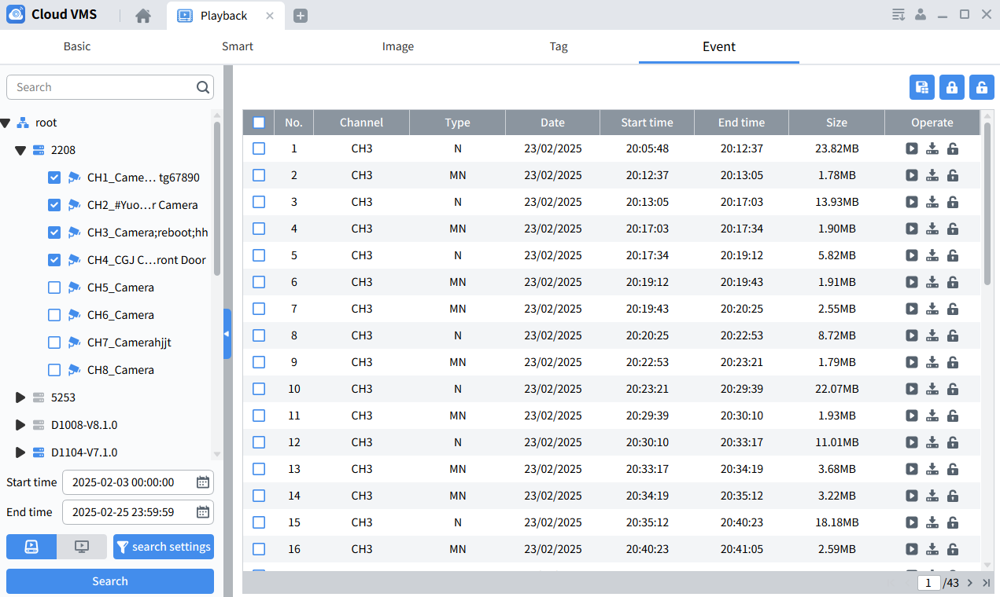 Cloud VMS
Playback
Basic Smart Image Tag Event
Search
root
2208
CH1_Came… tg67890
CH2_#Yuo…r Camera
CH3_Camera;reboot;hh
CH4_CGJ C…ront Door
CH5_Camera
CH6_Camera
CH7_Camerahjjt
CH8_Camera
5253
D1008-V8.1.0
D1104-V7.1.0
Start time 2025-02-03 00:00:00
End time 2025-02-25 23:59:59
search settings
Search
No. Channel Type Date Start time End time Size Operate
1 CH3 N 23/02/2025 20:05:48 20:12:37 23.82MB
2 CH3 MN 23/02/2025 20:12:37 20:13:05 1.78MB
3 CH3 N 23/02/2025 20:13:05 20:17:03 13.93MB
4 CH3 MN 23/02/2025 20:17:03 20:17:34 1.90MB
5 CH3 N 23/02/2025 20:17:34 20:19:12 5.82MB
6 CH3 MN 23/02/2025 20:19:12 20:19:43 1.91MB
7 CH3 MN 23/02/2025 20:19:43 20:20:25 2.55MB
8 CH3 N 23/02/2025 20:20:25 20:22:53 8.72MB
9 CH3 MN 23/02/2025 20:22:53 20:23:21 1.79MB
10 CH3 N 23/02/2025 20:23:21 20:29:39 22.07MB
11 CH3 MN 23/02/2025 20:29:39 20:30:10 1.93MB
12 CH3 N 23/02/2025 20:30:10 20:33:17 11.01MB
13 CH3 MN 23/02/2025 20:33:17 20:34:19 3.68MB
14 CH3 MN 23/02/2025 20:34:19 20:35:12 3.22MB
15 CH3 N 23/02/2025 20:35:12 20:40:23 18.18MB
16 CH3 MN 23/02/2025 20:40:23 20:41:05 2.59MB
1 /43